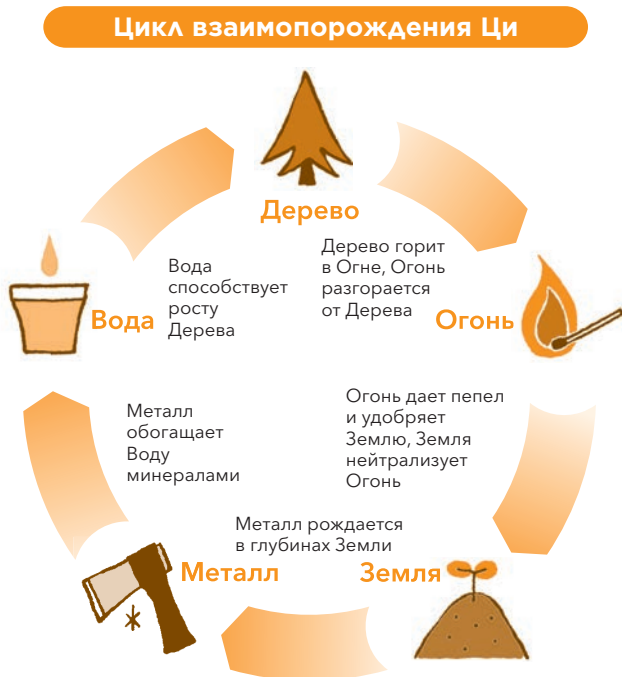 Цикл взаимопорождения Ци
Дерево
Дерево горит
в Огне, Огонь
разгорается
от Дерева
Огонь
Огонь дает пепел
и удобряет
Землю, Земля
нейтрализует
Огонь
Земля
Металл рождается
в глубинах Земли
Металл
Металл
обогащает
Воду
минералами
Вода
Вода
способствует
росту
Дерева